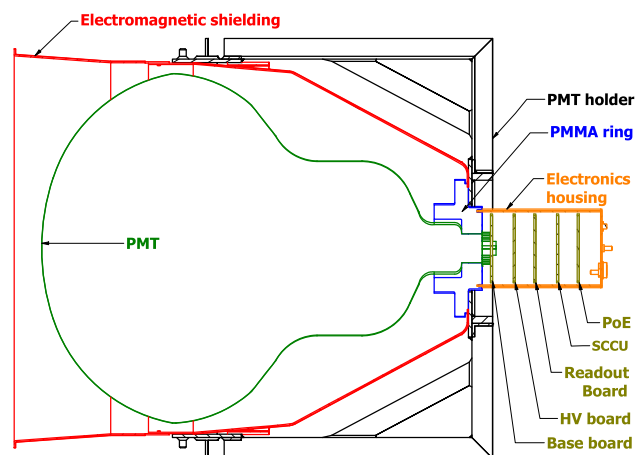 Electromagnetic shielding
PMT holder
PMMA ring
Electronics
housing
PMT
PoE
SCCU
Readout
Board
HV board
Base board